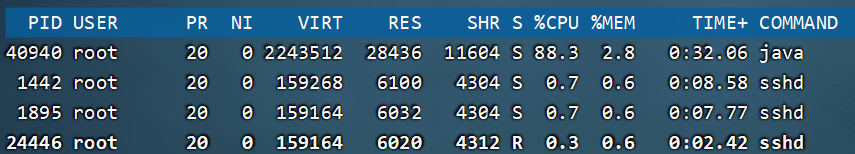 PID USER PR NI VIRT RES SHR S %CPU %MEM TIME+ COMMAND
40940 root 20 0 2243512 28436 11604 S 88.3 2.8 0:32.06 java
1442 root 20 0 159268 6100 4304 S 0.7 0.6 0:08.58 sshd
1895 root 20 0 159164 6032 4304 S 0.7 0.6 0:07.77 sshd
24446 root 20 0 159164 6020 4312 R 0.3 0.6 0:02.42 sshd